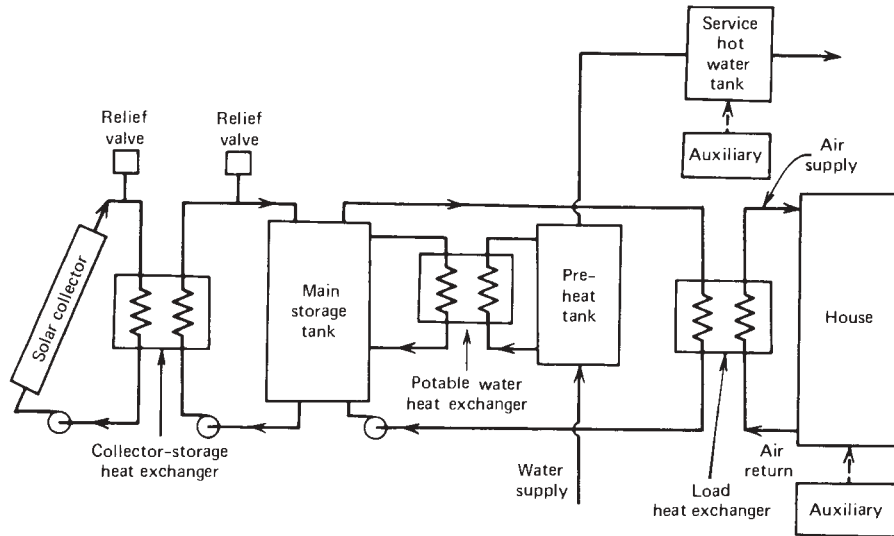 Service
hot
water
tank
Relief
valve
Relief
valve
Auxiliary
Air
supply
Solar collector
Main
storage
tank
Pre-
heat
tank
House
Potable water
heat exchanger
Collector-storage
heat exchanger
Water
supply
Load
heat exchanger
Air
return
Auxiliary